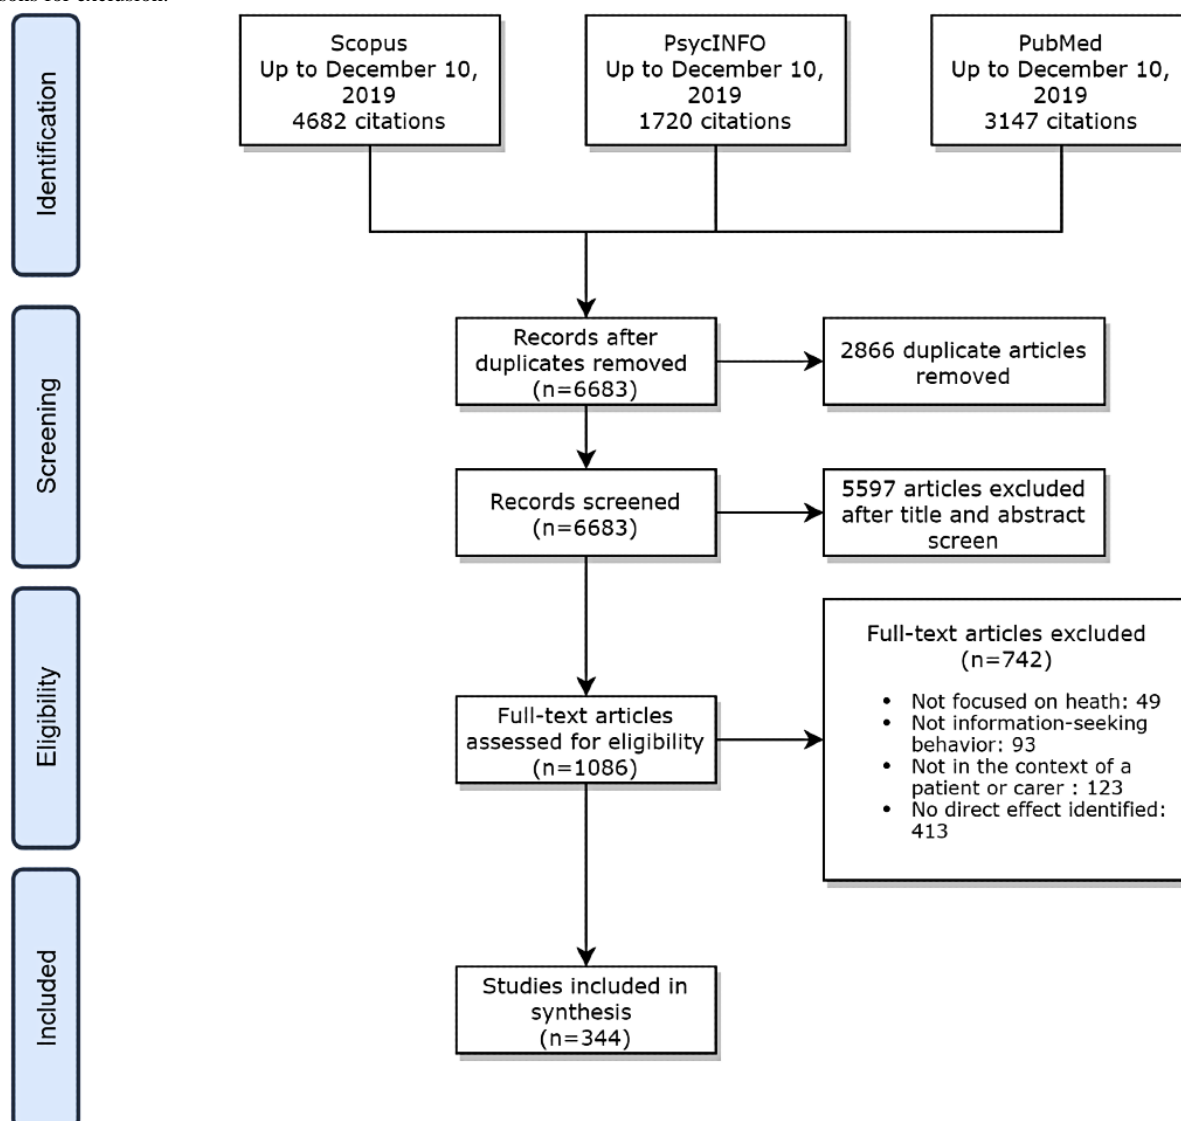 sons for exclusion.
Identification
Scopus
Up to December 10,
2019
4682 citations
PsycINFO
Up to December 10,
2019
1720 citations
PubMed
Up to December 10,
2019
3147 citations
Screening
Records after
duplicates removed
(n=6683)
2866 duplicate articles
removed
Records screened
(n=6683)
5597 articles excluded
after title and abstract
screen
Eligibility
Full-text articles
assessed for eligibility
(n=1086)
Full-text articles excluded
(n=742)
• Not focused on heath: 49
• Not information-seeking
behavior: 93
• Not in the context of a
patient or carer : 123
• No direct effect identified:
413
Included
Studies included in
synthesis
(n=344)